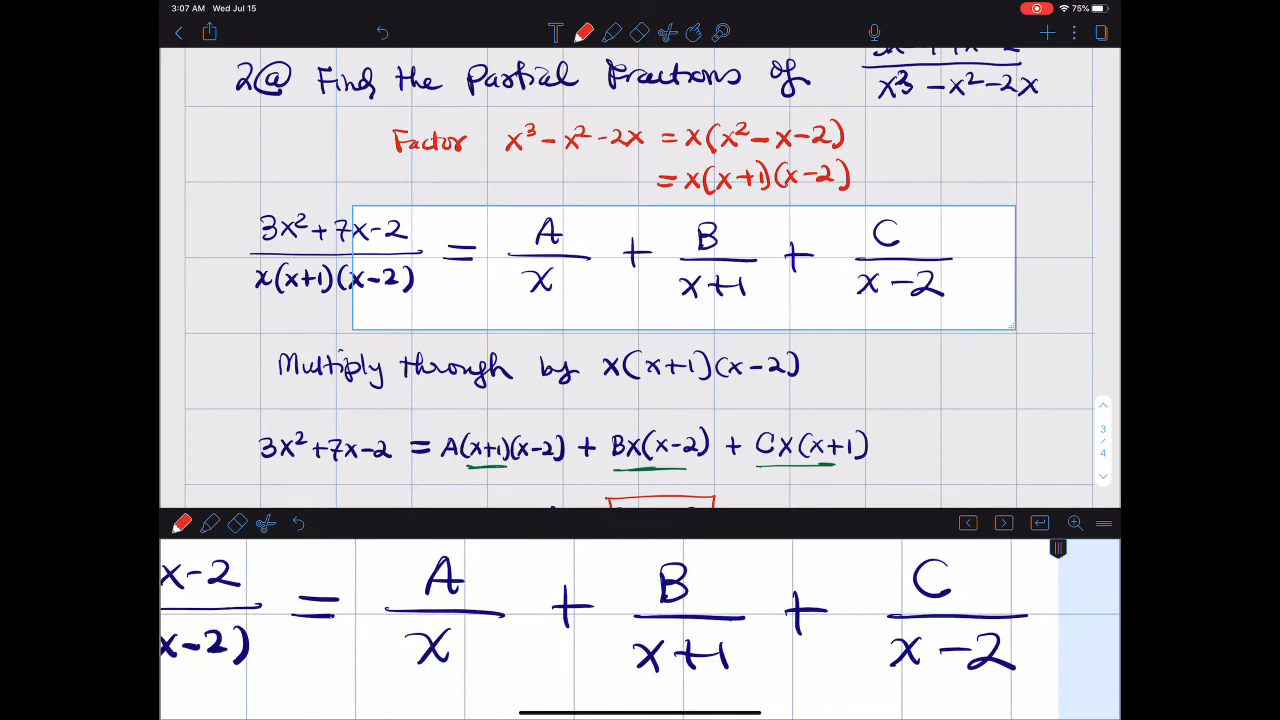 3:07 AM Wed Jul 15
75%
2@ Find the Partial Fractions of
x³ - x² - 2x
Factor x³ - x² - 2x = x(x² - x - 2)
= x(x+1)(x-2)
3x² + 7x - 2
x(x+1)(x-2)
= A/x + B/x+1 + C/x-2
Multiply through by x(x+1)(x-2)
3x² + 7x - 2 = A(x+1)(x-2) + Bx(x-2) + Cx(x+1)
3
/
4
x-2
x-2)
= A/x + B/x+1 + C/x-2